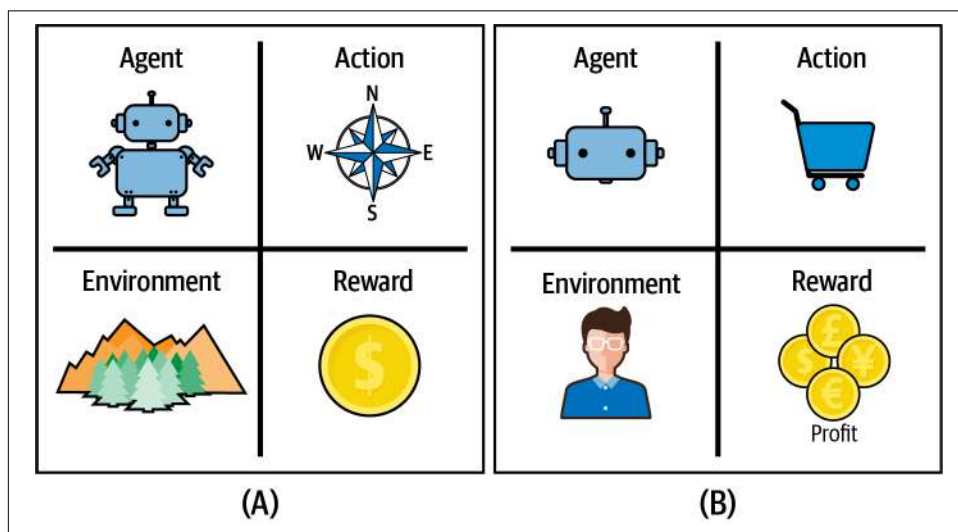 Agent
Action
N
W
E
S
Environment
Reward
$
(A)
Agent
Action
Environment
Reward
£
$
¥
€
Profit
(B)